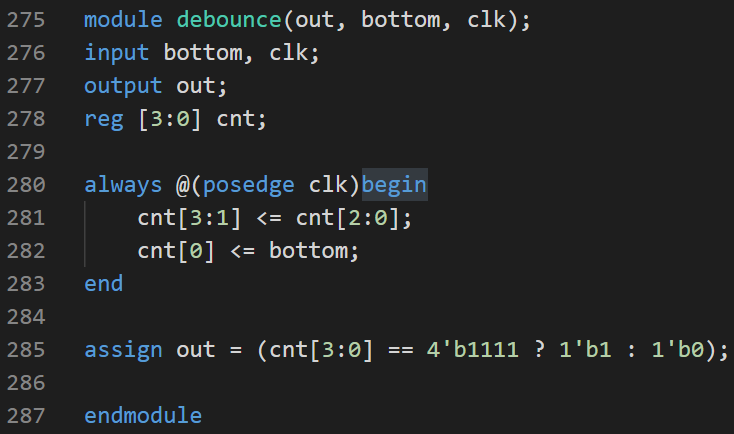 275 module debounce(out, bottom, clk);
276 input bottom, clk;
277 output out;
278 reg [3:0] cnt;
279
280 always @(posedge clk)begin
281 cnt[3:1] <= cnt[2:0];
282 cnt[0] <= bottom;
283 end
284
285 assign out = (cnt[3:0] == 4'b1111 ? 1'b1 : 1'b0);
286
287 endmodule